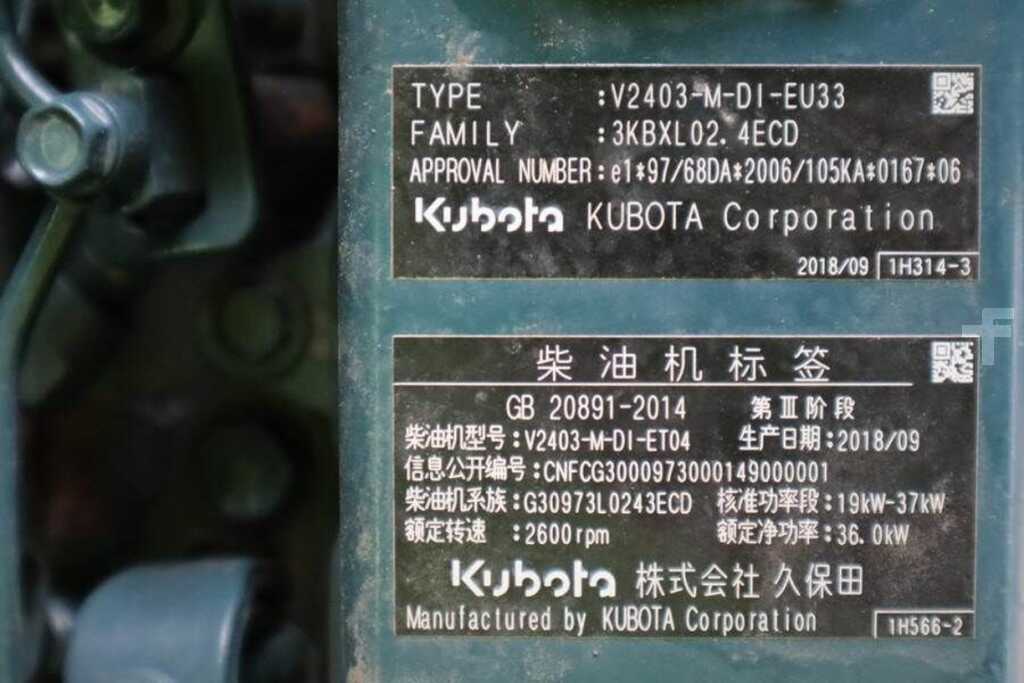 TYPE :V2403-M-DI-EU33
FAMILY :3KBXL02.4ECD
APPROVAL NUMBER:e1*97/68DA*2006/105KA*0167*06
Kubota KUBOTA Corporation
2018/09 1H314-3
柴油机标签
GB 20891-2014 第Ⅲ阶段
柴油机型号:V2403-M-DI-ET04 生产日期:2018/09
信息公开编号:CNFCG3000973000149000001
柴油机系族:G30973L0243ECD 核准功率段:19kW-37kW
额定转速 :2600rpm 额定净功率:36.0kW
Kubota 株式会社 久保田
Manufactured by KUBOTA Corporation 1H566-2